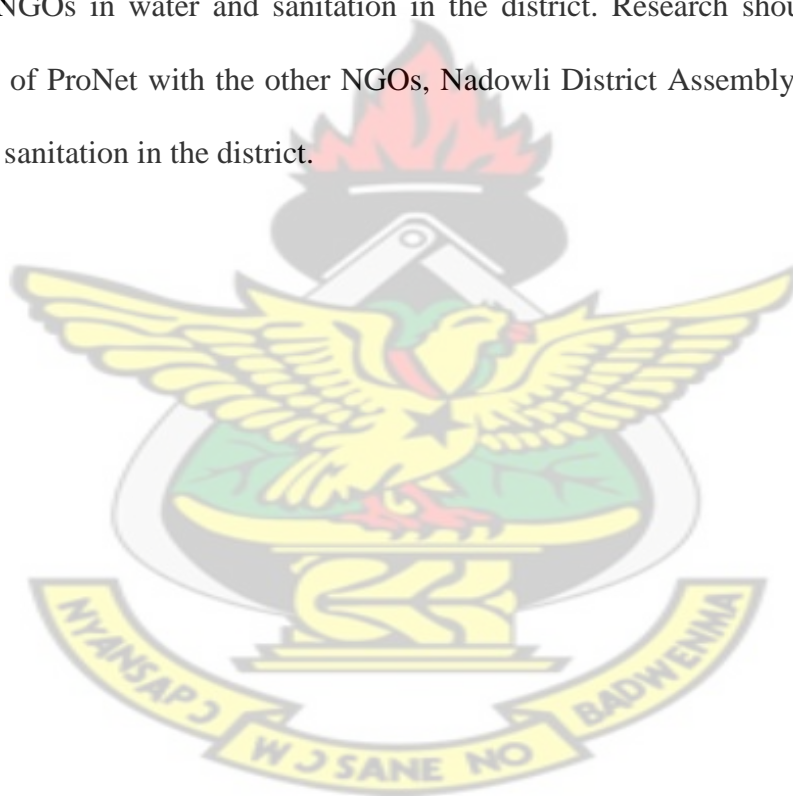 NGOs in water and sanitation in the district. Research shou
of ProNet with the other NGOs, Nadowli District Assembly
sanitation in the district.
NYANSAPƆ WƆSANE NO BADWENMA